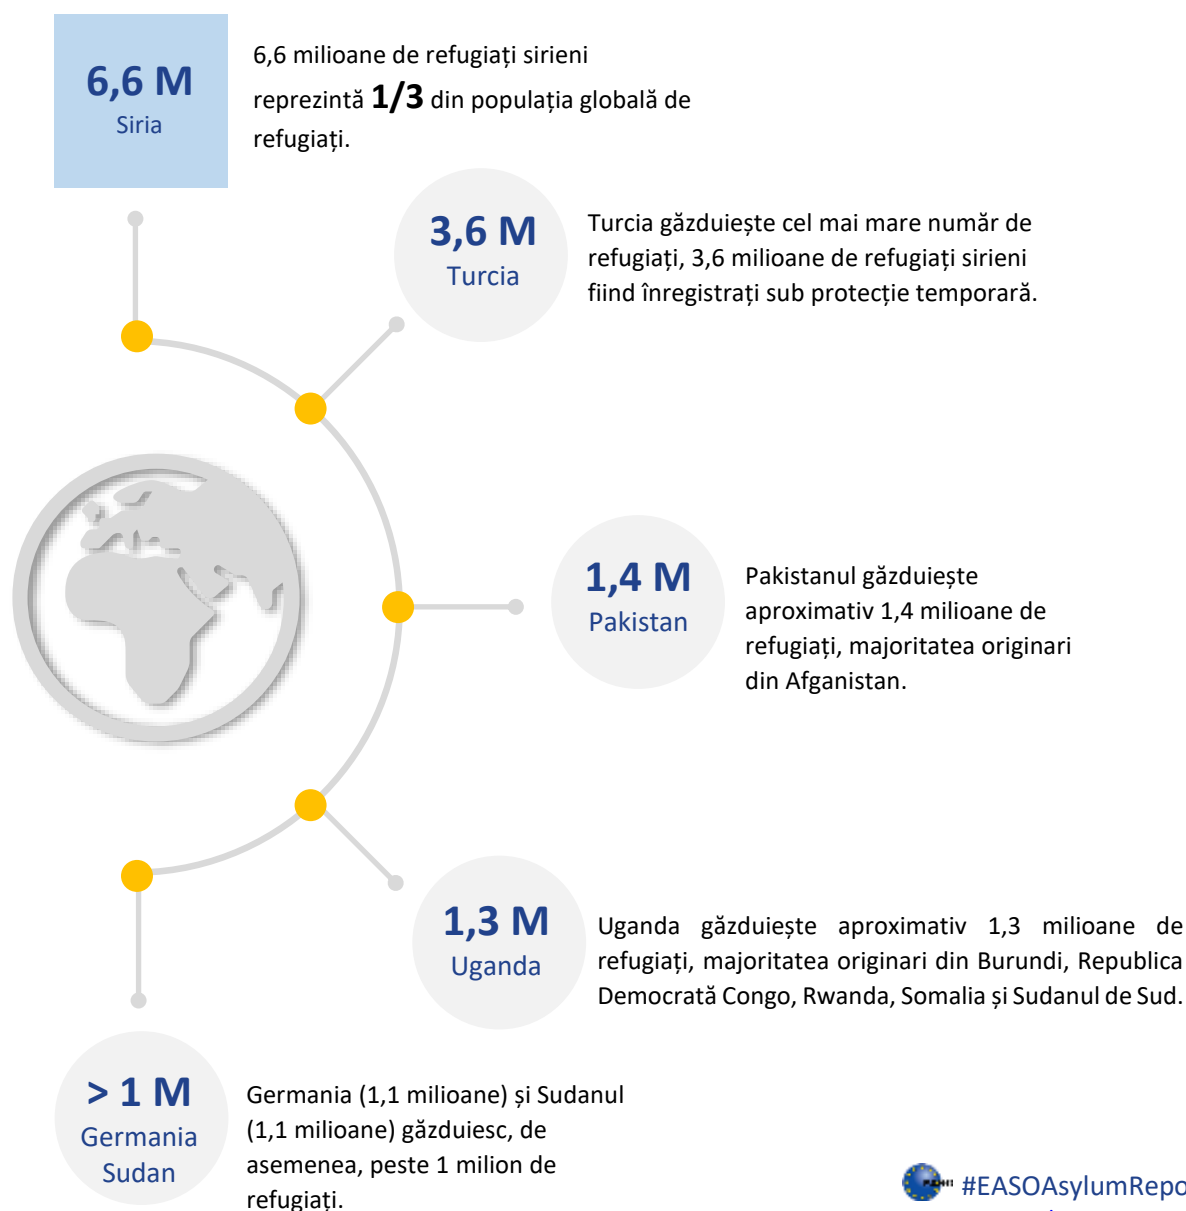 6,6 M
Siria
6,6 milioane de refugiați sirieni
reprezintă 1/3 din populația globală de
refugiați.
3,6 M
Turcia
Turcia găzduiește cel mai mare număr de
refugiați, 3,6 milioane de refugiați sirieni
fiind înregistrați sub protecție temporară.
1,4 M
Pakistan
Pakistanul găzduiește
aproximativ 1,4 milioane de
refugiați, majoritatea originari
din Afganistan.
1,3 M
Uganda
Uganda găzduiește aproximativ 1,3 milioane de
refugiați, majoritatea originari din Burundi, Republica
Democrată Congo, Rwanda, Somalia și Sudanul de Sud.
> 1 M
Germania
Sudan
Germania (1,1 milioane) și Sudanul
(1,1 milioane) găzduiesc, de
asemenea, peste 1 milion de
refugiați.
#EASOAsylumRepo